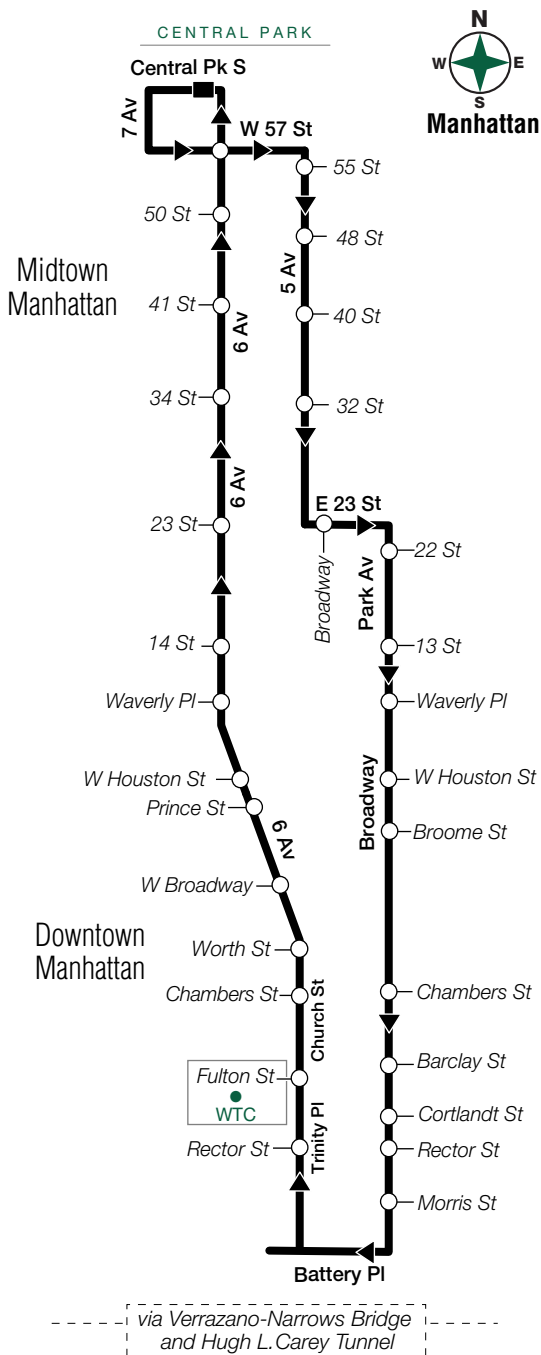 CENTRAL PARK
N
W
E
S
Manhattan
Central Pk S
7 Av
W 57 St
55 St
50 St
48 St
5 Av
Midtown
Manhattan
41 St
6 Av
40 St
34 St
32 St
6 Av
23 St
E 23 St
Broadway
22 St
Park Av
14 St
13 St
Waverly Pl
Waverly Pl
W Houston St
W Houston St
Prince St
6 Av
Broadway
Broome St
W Broadway
Downtown
Manhattan
Worth St
Chambers St
Church St
Chambers St
Fulton St
WTC
Barclay St
Trinity Pl
Cortlandt St
Rector St
Rector St
Morris St
Battery Pl
via Verrazano-Narrows Bridge
and Hugh L. Carey Tunnel